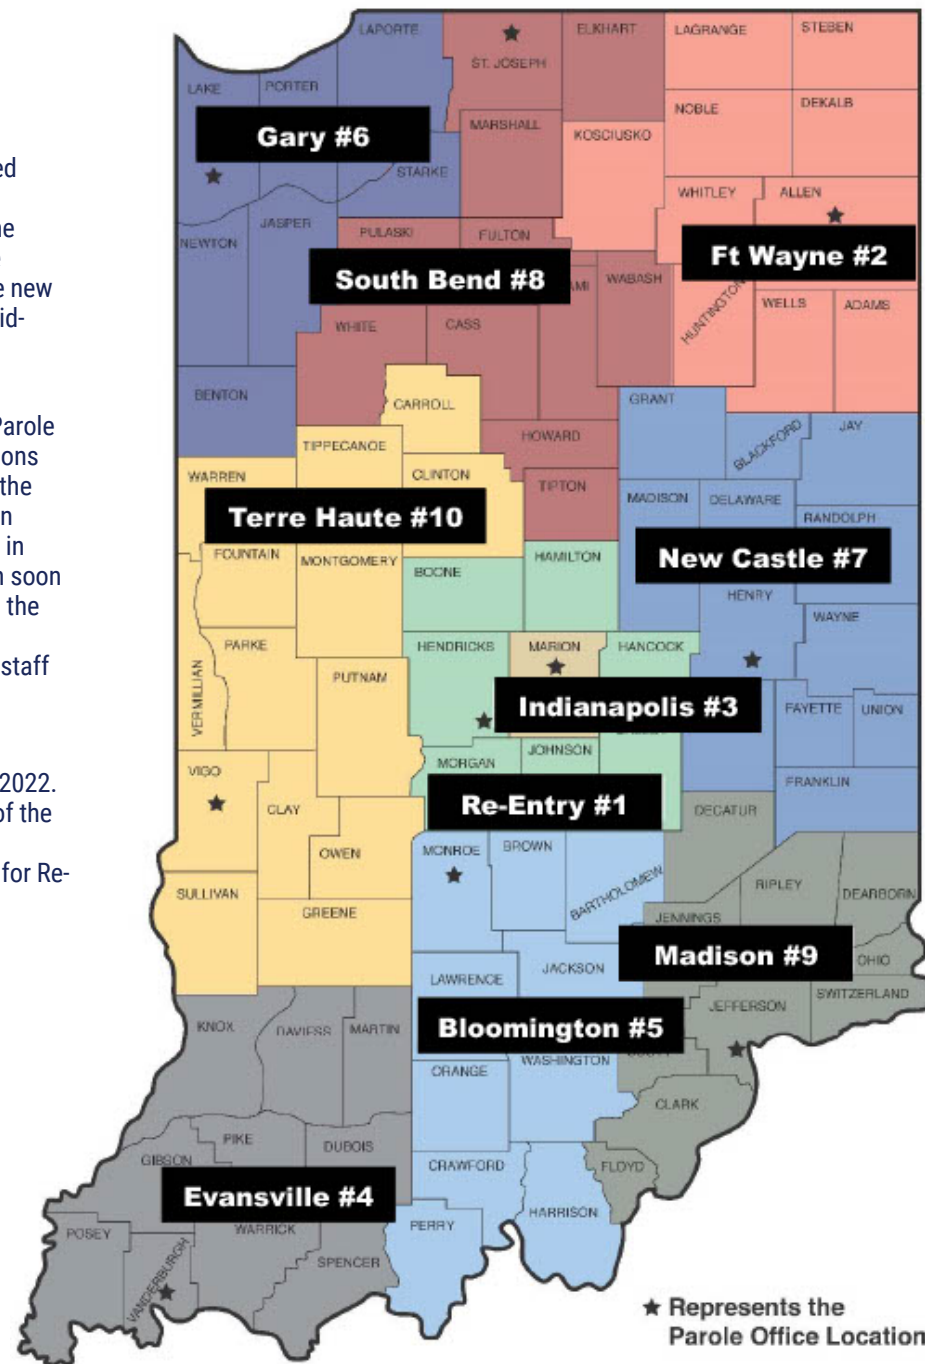 ed
ne
e new
id-
Parole
ons
the
n
in
n soon
the
staff
2022.
of the
for Re-
LAPORTE
ELKHART
LAGRANGE
STEBEN
ST. JOSEPH
LAKE
PORTER
NOBLE
DEKALB
MARSHALL
KOSCIUSKO
Gary #6
STARKE
WHITLEY
ALLEN
JASPER
NEWTON
PULASKI
FULTON
Ft Wayne #2
South Bend #8
MI
WABASH
HUNTINGTON
WELLS
ADAMS
WHITE
CASS
BENTON
CARROLL
GRANT
TIPPECANOE
HOWARD
BLACKFORD
JAY
WARREN
CLINTON
TIPTON
MADISON
DELAWARE
Terre Haute #10
RANDOLPH
FOUNTAIN
MONTGOMERY
BOONE
HAMILTON
New Castle #7
HENRY
WAYNE
PARKE
HENDRICKS
MARION
HANCOCK
PUTNAM
VERMILLIAN
Indianapolis #3
FAYETTE
UNION
VIGO
MORGAN
JOHNSON
FRANKLIN
CLAY
Re-Entry #1
DECATUR
OWEN
MONROE
BROWN
BARTHOLOMEW
RIPLEY
DEARBORN
SULLIVAN
GREENE
JENNINGS
Madison #9
OHIO
LAWRENCE
JACKSON
SWITZERLAND
JEFFERSON
KNOX
DAVIESS
MARTIN
Bloomington #5
ORANGE
WASHINGTON
CLARK
PIKE
DUBOIS
GIBSON
CRAWFORD
FLOYD
Evansville #4
HARRISON
PERRY
POSEY
WARRICK
VANDERBURGH
SPENCER
★ Represents the
Parole Office Location